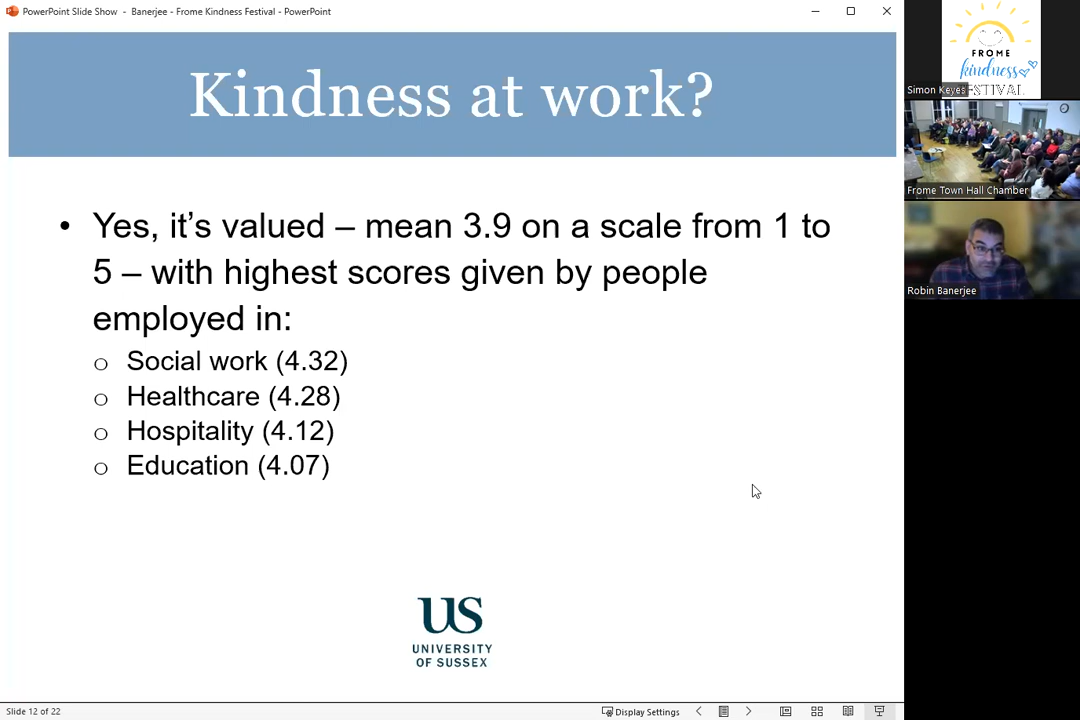 PowerPoint Slide Show - Banerjee - Frome Kindness Festival - PowerPoint
Kindness at work?
• Yes, it's valued – mean 3.9 on a scale from 1 to
5 – with highest scores given by people
employed in:
o Social work (4.32)
o Healthcare (4.28)
o Hospitality (4.12)
o Education (4.07)
US
UNIVERSITY
OF SUSSEX
Slide 12 of 22
Display Settings
FROME
kindness
FESTIVAL
Simon Keyes
Frome Town Hall Chamber
Robin Banerjee